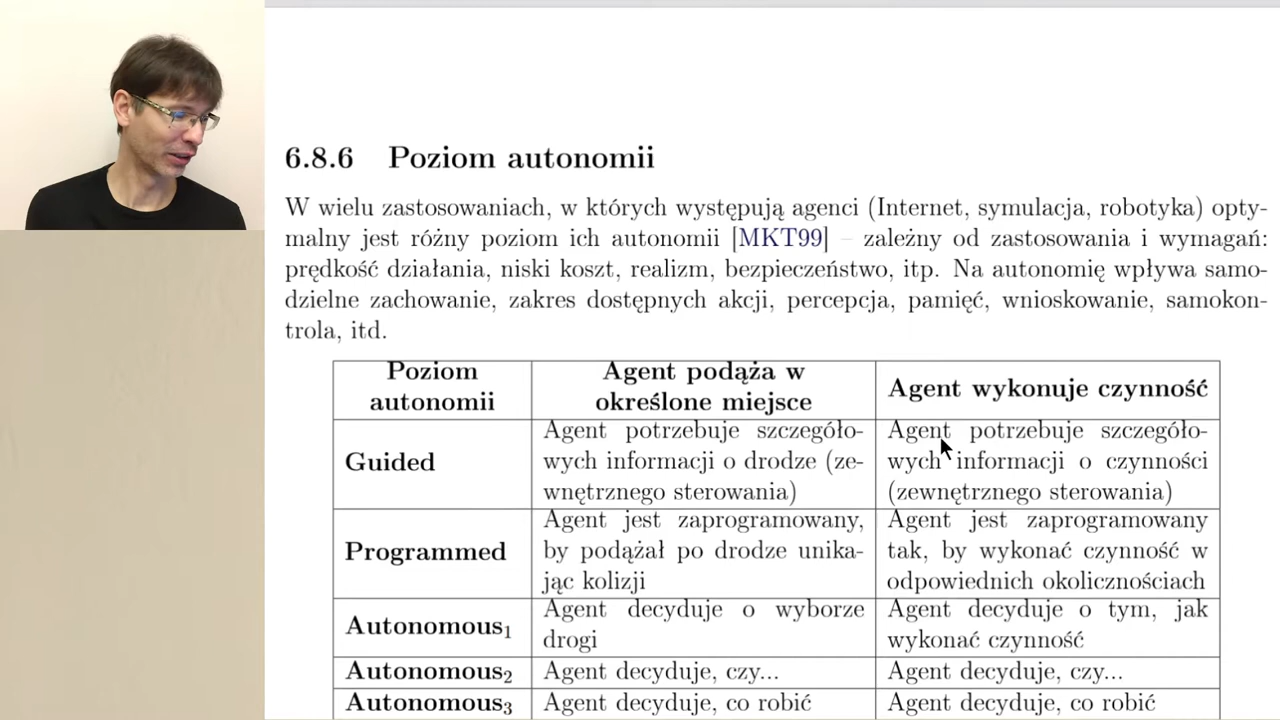 6.8.6 Poziom autonomii
W wielu zastosowaniach, w których występują agenci (Internet, symulacja, robotyka) opty-
malny jest różny poziom ich autonomii [MKT99] – zależny od zastosowania i wymagań:
prędkość działania, niski koszt, realizm, bezpieczeństwo, itp. Na autonomię wpływa samo-
dzielne zachowanie, zakres dostępnych akcji, percepcja, pamięć, wnioskowanie, samokon-
trola, itd.
Poziom
autonomii
Agent podąża w
określone miejsce
Agent wykonuje czynność
Guided
Agent potrzebuje szczegóło-
wych informacji o drodze (ze-
wnętrznego sterowania)
Agent potrzebuje szczegóło-
wych informacji o czynności
(zewnętrznego sterowania)
Programmed
Agent jest zaprogramowany,
by podążał po drodze unika-
jąc kolizji
Agent jest zaprogramowany
tak, by wykonać czynność w
odpowiednich okolicznościach
Autonomous₁
Agent decyduje o wyborze
drogi
Agent decyduje o tym, jak
wykonać czynność
Autonomous₂
Agent decyduje, czy...
Agent decyduje, czy...
Autonomous₃
Agent decyduje, co robić
Agent decyduje, co robić